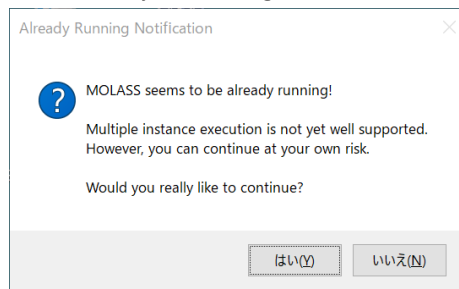 Already Running Notification
MOLASS seems to be already running!
Multiple instance execution is not yet well supported.
However, you can continue at your own risk.
Would you really like to continue?
はい(Y)
いいえ(N)